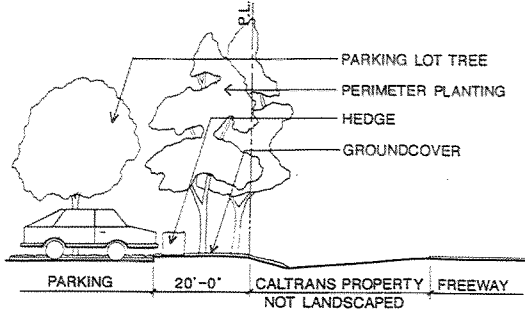 P.L.
PARKING LOT TREE
PERIMETER PLANTING
HEDGE
GROUNDCOVER
PARKING
20'-0"
CALTRANS PROPERTY
NOT LANDSCAPED
FREEWAY